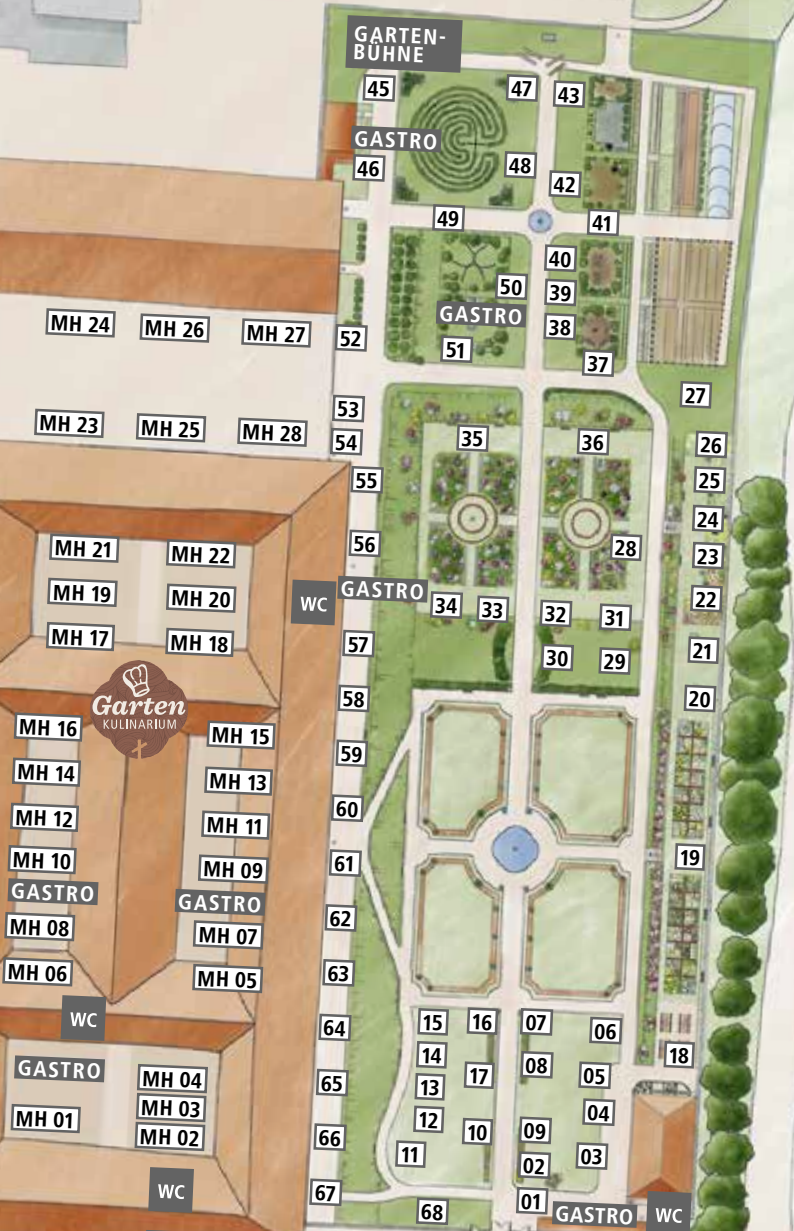 GARTEN-
BÜHNE
45
47
43
GASTRO
46
48
42
49
41
40
50
39
GASTRO
38
MH 24
MH 26
MH 27
52
51
37
27
53
MH 23
MH 25
MH 28
54
35
36
26
55
25
24
56
28
23
MH 21
MH 22
MH 19
MH 20
WC
GASTRO
22
34
33
32
31
MH 17
MH 18
57
21
30
29
Garten
KULINARIUM
58
20
MH 16
MH 15
59
MH 14
MH 13
60
MH 12
MH 11
61
19
MH 10
MH 09
GASTRO
GASTRO
62
MH 08
MH 07
MH 06
MH 05
63
WC
64
15
16
07
06
14
08
18
GASTRO
MH 04
65
13
17
05
MH 01
MH 03
12
04
MH 02
66
11
10
09
03
02
WC
67
68
01
GASTRO
WC